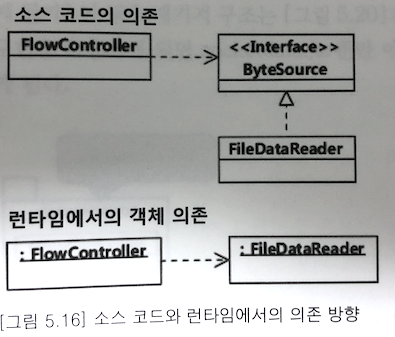 소스 코드의 의존
FlowController
<<Interface>>
ByteSource
FileDataReader
런타임에서의 객체 의존
: FlowController
: FileDataReader
[그림 5.16] 소스 코드와 런타임에서의 의존 방향